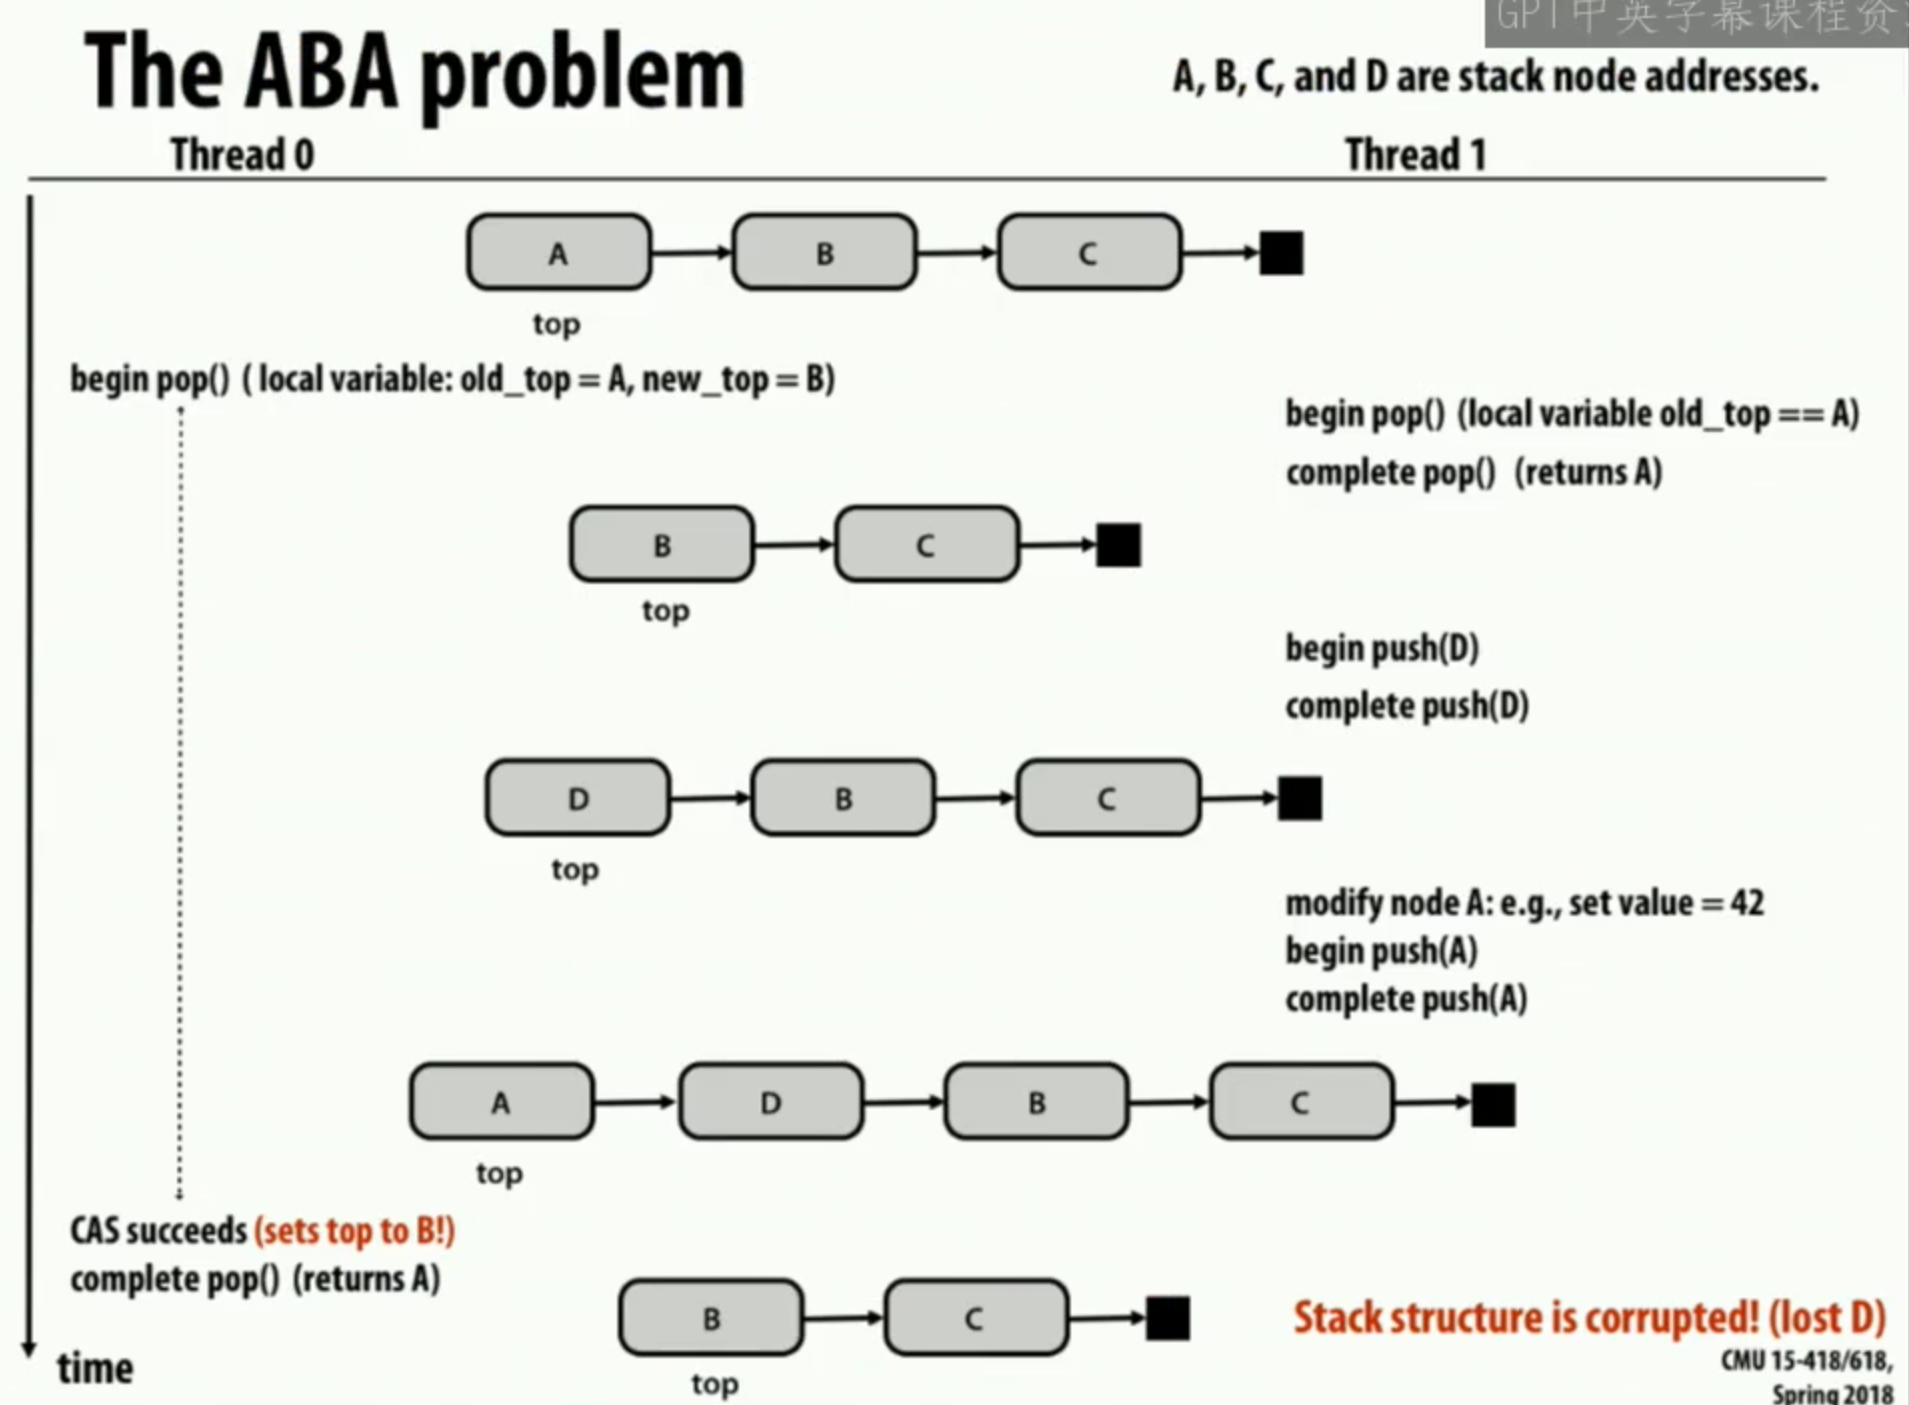 GPT中英字幕课程资
The ABA problem
A, B, C, and D are stack node addresses.
Thread 0
Thread 1
A
B
C
top
begin pop() ( local variable: old_top = A, new_top = B)
begin pop() (local variable old_top == A)
complete pop() (returns A)
B
C
top
begin push(D)
complete push(D)
D
B
C
top
modify node A: e.g., set value = 42
begin push(A)
complete push(A)
A
D
B
C
top
CAS succeeds (sets top to B!)
complete pop() (returns A)
B
C
top
Stack structure is corrupted! (lost D)
time
CMU 15-418/618,
Spring 2018